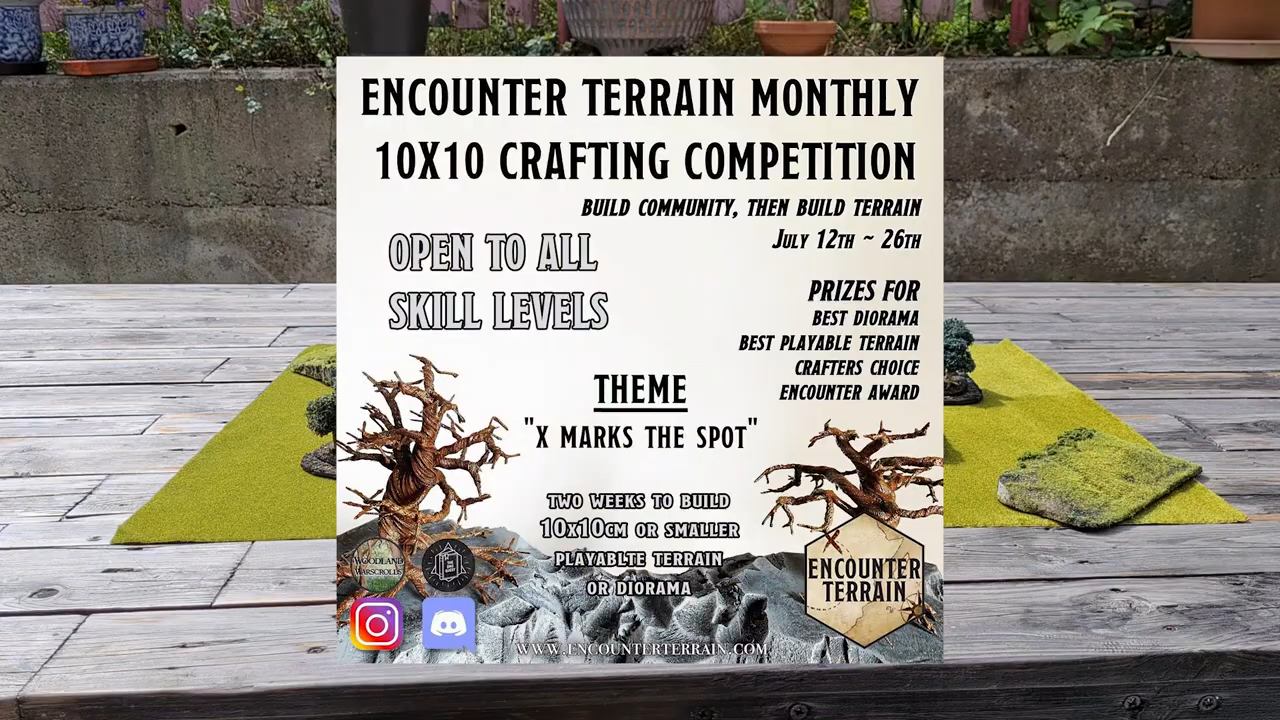 ENCOUNTER TERRAIN MONTHLY
10X10 CRAFTING COMPETITION
BUILD COMMUNITY, THEN BUILD TERRAIN
JULY 12TH ~ 26TH
OPEN TO ALL
SKILL LEVELS
PRIZES FOR
BEST DIORAMA
BEST PLAYABLE TERRAIN
CRAFTERS CHOICE
ENCOUNTER AWARD
THEME
"X MARKS THE SPOT"
TWO WEEKS TO BUILD
10X10CM OR SMALLER
PLAYABLTE TERRAIN
OR DIORAMA
WOODLAND
WARSCROLLS
ENCOUNTER
TERRAIN
WWW.ENCOUNTERTERRAIN.COM